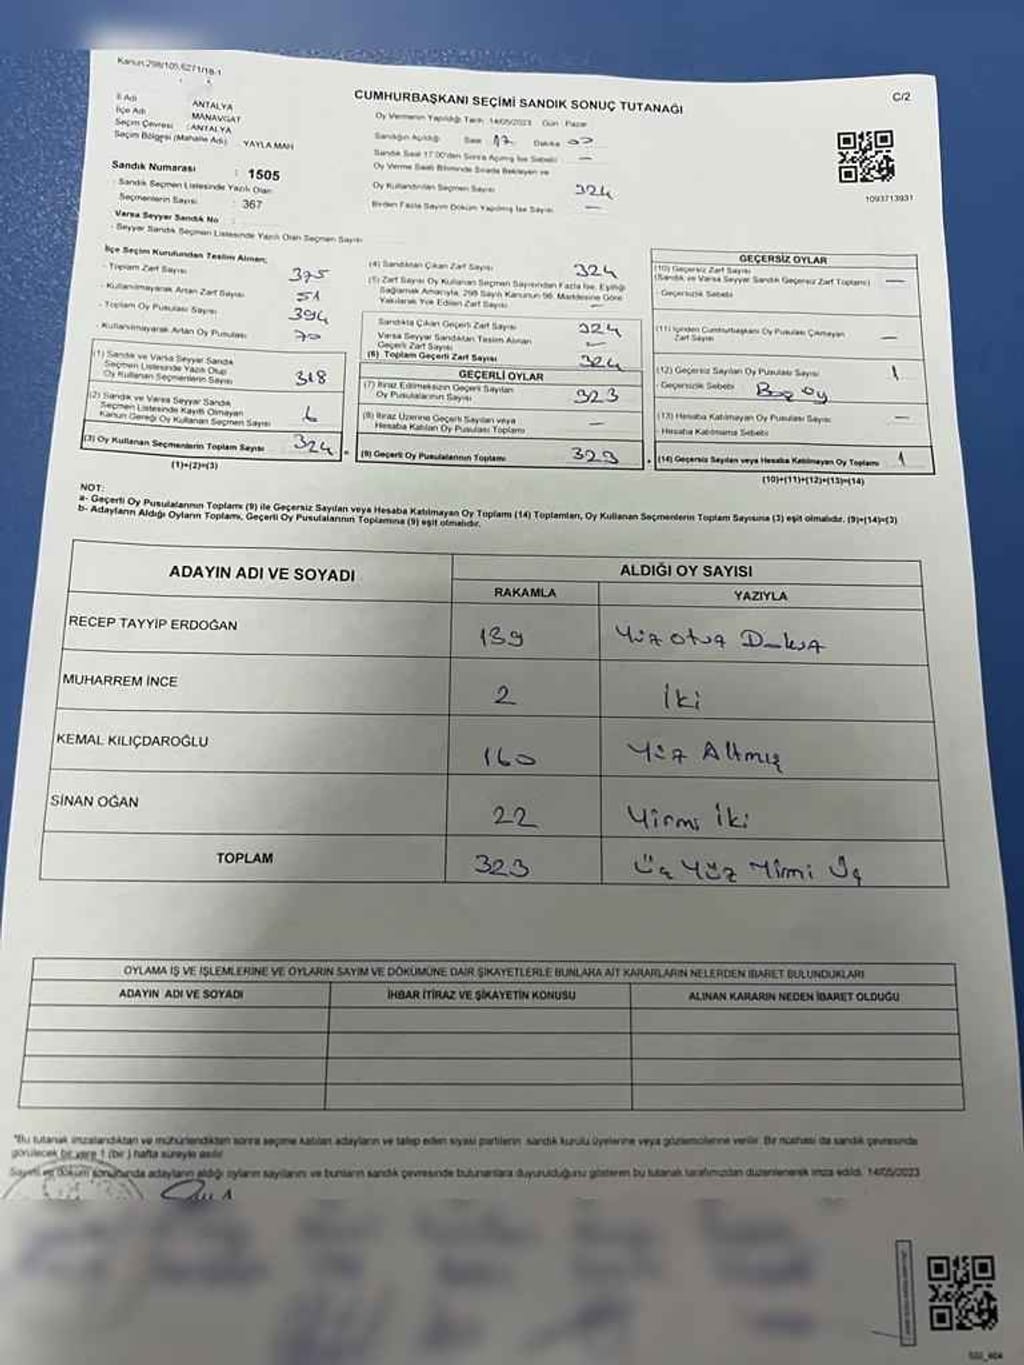 Kanun:298/105,6271/18-1
CUMHURBAŞKANI SEÇİMİ SANDIK SONUÇ TUTANAĞI
C/2
İl Adı ANTALYA
İlçe Adı MANAVGAT
Seçim Çevresi : ANTALYA
Seçim Bölgesi (Mahalle Adı) YAYLA MAH
Oy Vermenin Yapıldığı Tarih: 14/05/2023 Gün Pazar
Sandığın Açıldığı Saat 17 Dakika 00
Sandık Saat 17:00'den Sonra Açılmış İse Sebebi —
Oy Verme Saati Bitiminde Sırada Bekleyen ve
Oy Kullandırılan Seçmen Sayısı 324
Birden Fazla Sayım Döküm Yapılmış İse Sayısı —
1093713931
Sandık Numarası : 1505
- Sandık Seçmen Listesinde Yazılı Olan
Seçmenlerin Sayısı : 367
Varsa Seyyar Sandık No :
- Seyyar Sandık Seçmen Listesinde Yazılı Olan Seçmen Sayısı :
İlçe Seçim Kurulundan Teslim Alınan;
- Toplam Zarf Sayısı 375
- Kullanılmayarak Artan Zarf Sayısı 51
- Toplam Oy Pusulası Sayısı 394
- Kullanılmayarak Artan Oy Pusulası 70
(1) Sandık ve Varsa Seyyar Sandık
Seçmen Listesinde Yazılı Olup
Oy Kullanan Seçmenlerin Sayısı 318
(2) Sandık ve Varsa Seyyar Sandık
Seçmen Listesinde Kayıtlı Olmayan
Kanun Gereği Oy Kullanan Seçmen Sayısı 6
(3) Oy Kullanan Seçmenlerin Toplam Sayısı 324
(1)+(2)=(3)
(4) Sandıktan Çıkan Zarf Sayısı 324
(5) Zarf Sayısı Oy Kullanan Seçmen Sayısından Fazla İse, Eşitliği
Sağlamak Amacıyla, 298 Sayılı Kanunun 98. Maddesine Göre
Yakılarak Yok Edilen Zarf Sayısı —
Sandıkta Çıkan Geçerli Zarf Sayısı 324
Varsa Seyyar Sandıktan Teslim Alınan
Geçerli Zarf Sayısı —
(6) Toplam Geçerli Zarf Sayısı 324
GEÇERLİ OYLAR
(7) İtiraz Edilmeksizin Geçerli Sayılan
Oy Pusulalarının Sayısı 323
(8) İtiraz Üzerine Geçerli Sayılan veya
Hesaba Katılan Oy Pusulası Toplamı —
(9) Geçerli Oy Pusulalarının Toplamı 323
GEÇERSİZ OYLAR
(10) Geçersiz Zarf Sayısı
(Sandık ve Varsa Seyyar Sandık Geçersiz Zarf Toplamı) —
- Geçersizlik Sebebi
(11) İçinden Cumhurbaşkanı Oy Pusulası Çıkmayan
Zarf Sayısı —
(12) Geçersiz Sayılan Oy Pusulası Sayısı 1
- Geçersizlik Sebebi Boş Oy
(13) Hesaba Katılmayan Oy Pusulası Sayısı —
- Hesaba Katılmama Sebebi
(14) Geçersiz Sayılan veya Hesaba Katılmayan Oy Toplamı 1
(10)+(11)+(12)+(13)=(14)
NOT:
a- Geçerli Oy Pusulalarının Toplamı (9) ile Geçersiz Sayılan veya Hesaba Katılmayan Oy Toplamı (14) Toplamları, Oy Kullanan Seçmenlerin Toplam Sayısına (3) eşit olmalıdır. (9)+(14)=(3)
b- Adayların Aldığı Oyların Toplamı, Geçerli Oy Pusulalarının Toplamına (9) eşit olmalıdır.
ADAYIN ADI VE SOYADI
ALDIĞI OY SAYISI
RAKAMLA YAZIYLA
RECEP TAYYİP ERDOĞAN 139 Yüz otuz Dokuz
MUHARREM İNCE 2 İki
KEMAL KILIÇDAROĞLU 160 Yüz Altmış
SİNAN OĞAN 22 Yirmi İki
TOPLAM 323 Üç Yüz Yirmi Üç
OYLAMA İŞ VE İŞLEMLERİNE VE OYLARIN SAYIM VE DÖKÜMÜNE DAİR ŞİKAYETLERLE BUNLARA AİT KARARLARIN NELERDEN İBARET BULUNDUKLARI
ADAYIN ADI VE SOYADI İHBAR İTİRAZ VE ŞİKAYETİN KONUSU ALINAN KARARIN NEDEN İBARET OLDUĞU
"Bu tutanak imzalandıktan ve mühürlendikten sonra seçime katılan adayların ve talep eden siyasi partilerin sandık kurulu üyelerine veya gözlemcilerine verilir. Bir nüshası da sandık çevresinde
görülecek bir yere 1 (bir) hafta süreyle asılır.
Sayım ve döküm sonucunda adayların aldığı oyların sayılarını ve bunların sandık çevresinde bulunanlara duyurulduğunu gösteren bu tutanak tarafımızdan düzenlenerek imza edildi. 14/05/2023